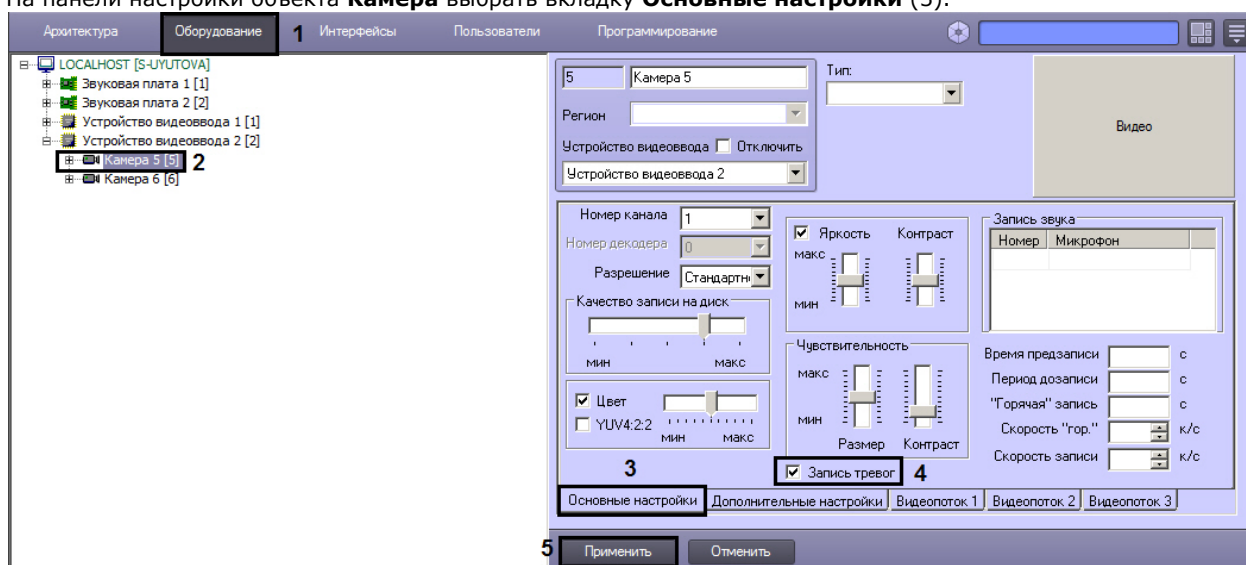 На панели настройки объекта Камера выбрать вкладку Основные настройки (3).
Архитектура Оборудование 1 Интерфейсы Пользователи Программирование
LOCALHOST [S-UYUTOVA]
Звуковая плата 1 [1]
Звуковая плата 2 [2]
Устройство видеоввода 1 [1]
Устройство видеоввода 2 [2]
Камера 5 [5] 2
Камера 6 [6]
5 Камера 5
Тип:
Регион
Устройство видеоввода Отключить
Устройство видеоввода 2
Видео
Номер канала 1
Номер декодера 0
Разрешение Стандартн
Качество записи на диск
мин макс
Цвет
YUV4:2:2
мин макс
3
Яркость Контраст
макс
мин
Чувствительность
макс
мин
Размер Контраст
Запись тревог 4
Запись звука
Номер Микрофон
Время предзаписи с
Период дозаписи с
"Горячая" запись с
Скорость "гор." к/с
Скорость записи к/с
Основные настройки Дополнительные настройки Видеопоток 1 Видеопоток 2 Видеопоток 3
5 Применить Отменить